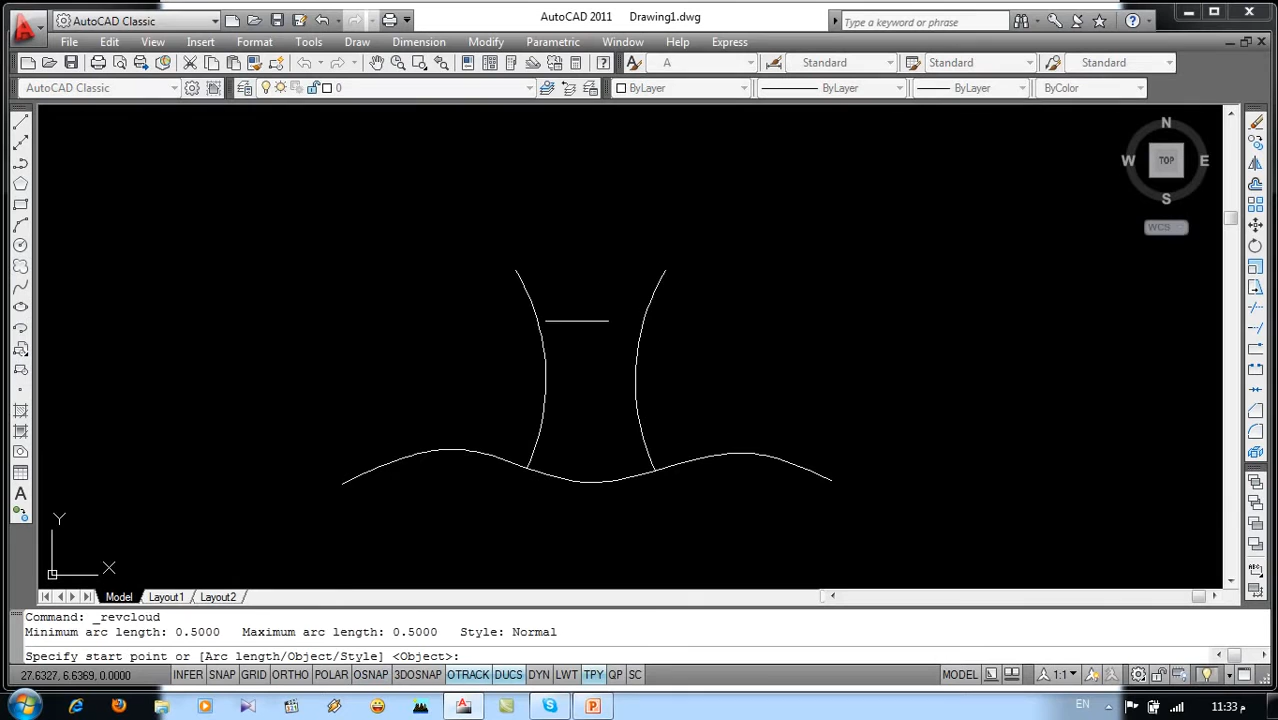 AutoCAD Classic
AutoCAD 2011 Drawing1.dwg
Type a keyword or phrase
File Edit View Insert Format Tools Draw Dimension Modify Parametric Window Help Express
A Standard Standard Standard
AutoCAD Classic
0
ByLayer ByLayer ByLayer ByColor
N
W TOP E
S
WCS
Y
X
A
Model Layout1 Layout2
Command: _revcloud
Minimum arc length: 0.5000 Maximum arc length: 0.5000 Style: Normal
Specify start point or [Arc length/Object/Style] <Object>:
27.6327, 6.6369, 0.0000 INFER SNAP GRID ORTHO POLAR OSNAP 3DOSNAP OTRACK DUCS DYN LWT TPY QP SC MODEL 1:1
EN م 11:33